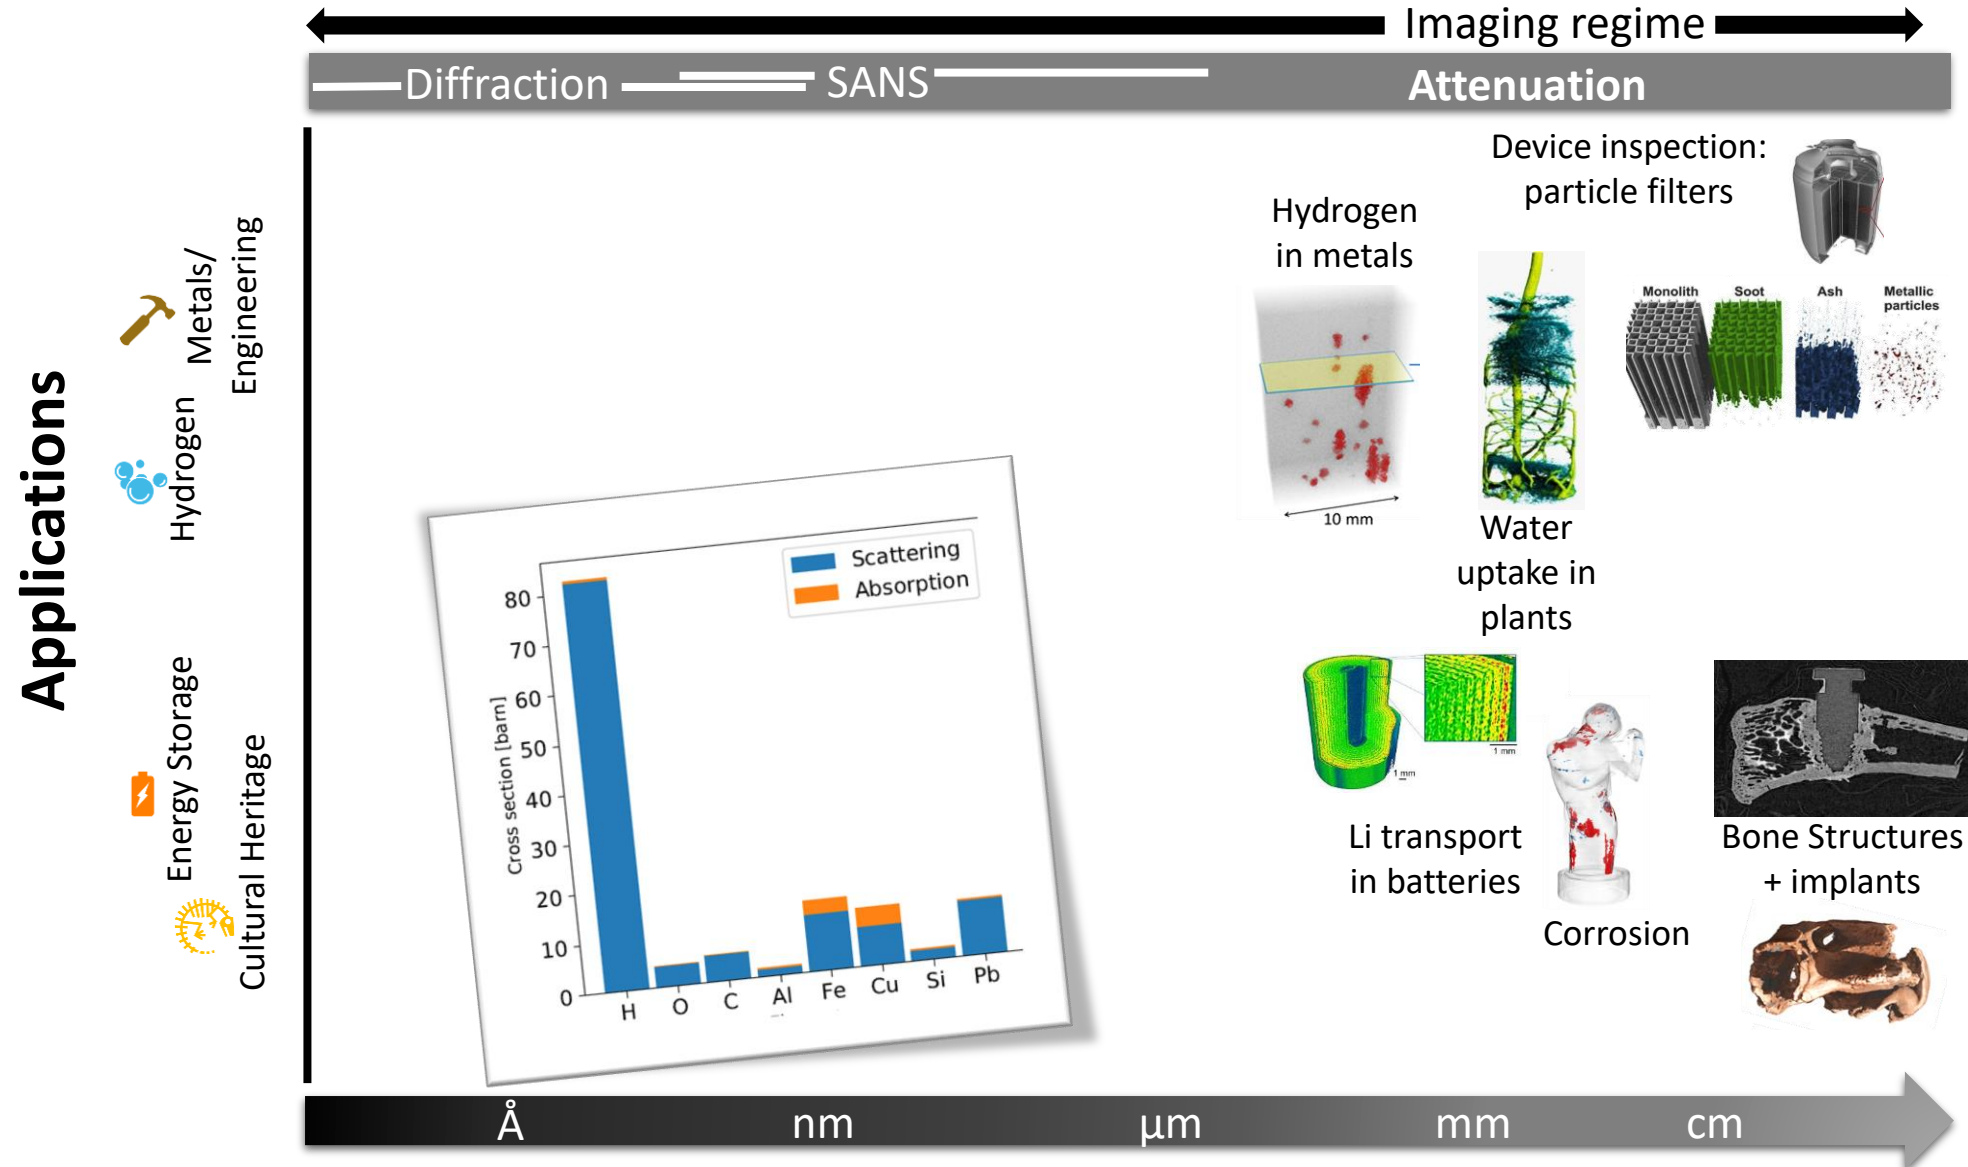 Imaging regime
Diffraction
SANS
Attenuation
Applications
Metals/
Engineering
Hydrogen
Energy Storage
Cultural Heritage
Device inspection:
particle filters
Hydrogen
in metals
10 mm
Monolith
Soot
Ash
Metallic
particles
Water
uptake in
plants
1 mm
1 mm
Li transport
in batteries
Corrosion
Bone Structures
+ implants
Scattering
Absorption
Cross section [barn]
80
70
60
50
40
30
20
10
0
H O C Al Fe Cu Si Pb
Å nm µm mm cm